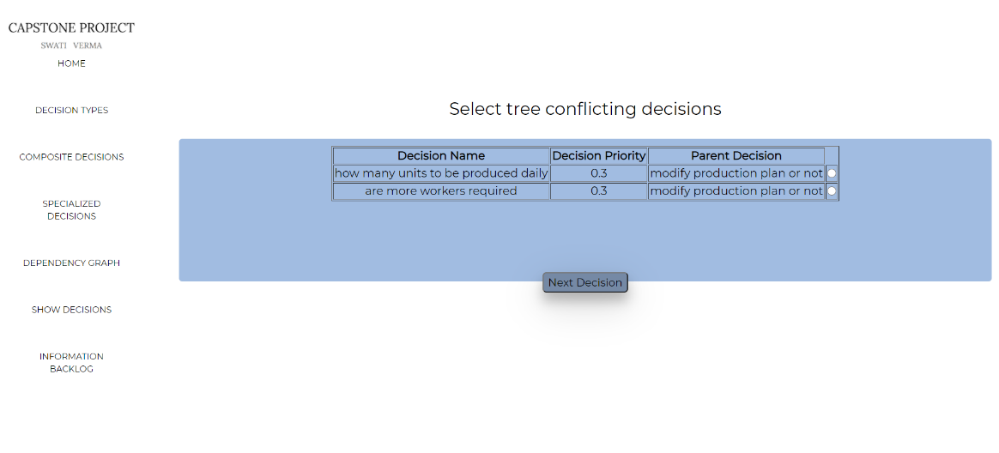 CAPSTONE PROJECT
SWATI VERMA
HOME
DECISION TYPES
COMPOSITE DECISIONS
SPECIALIZED
DECISIONS
DEPENDENCY GRAPH
SHOW DECISIONS
INFORMATION
BACKLOG
Select tree conflicting decisions
Decision Name Decision Priority Parent Decision
how many units to be produced daily 0.3 modify production plan or not
are more workers required 0.3 modify production plan or not
Next Decision